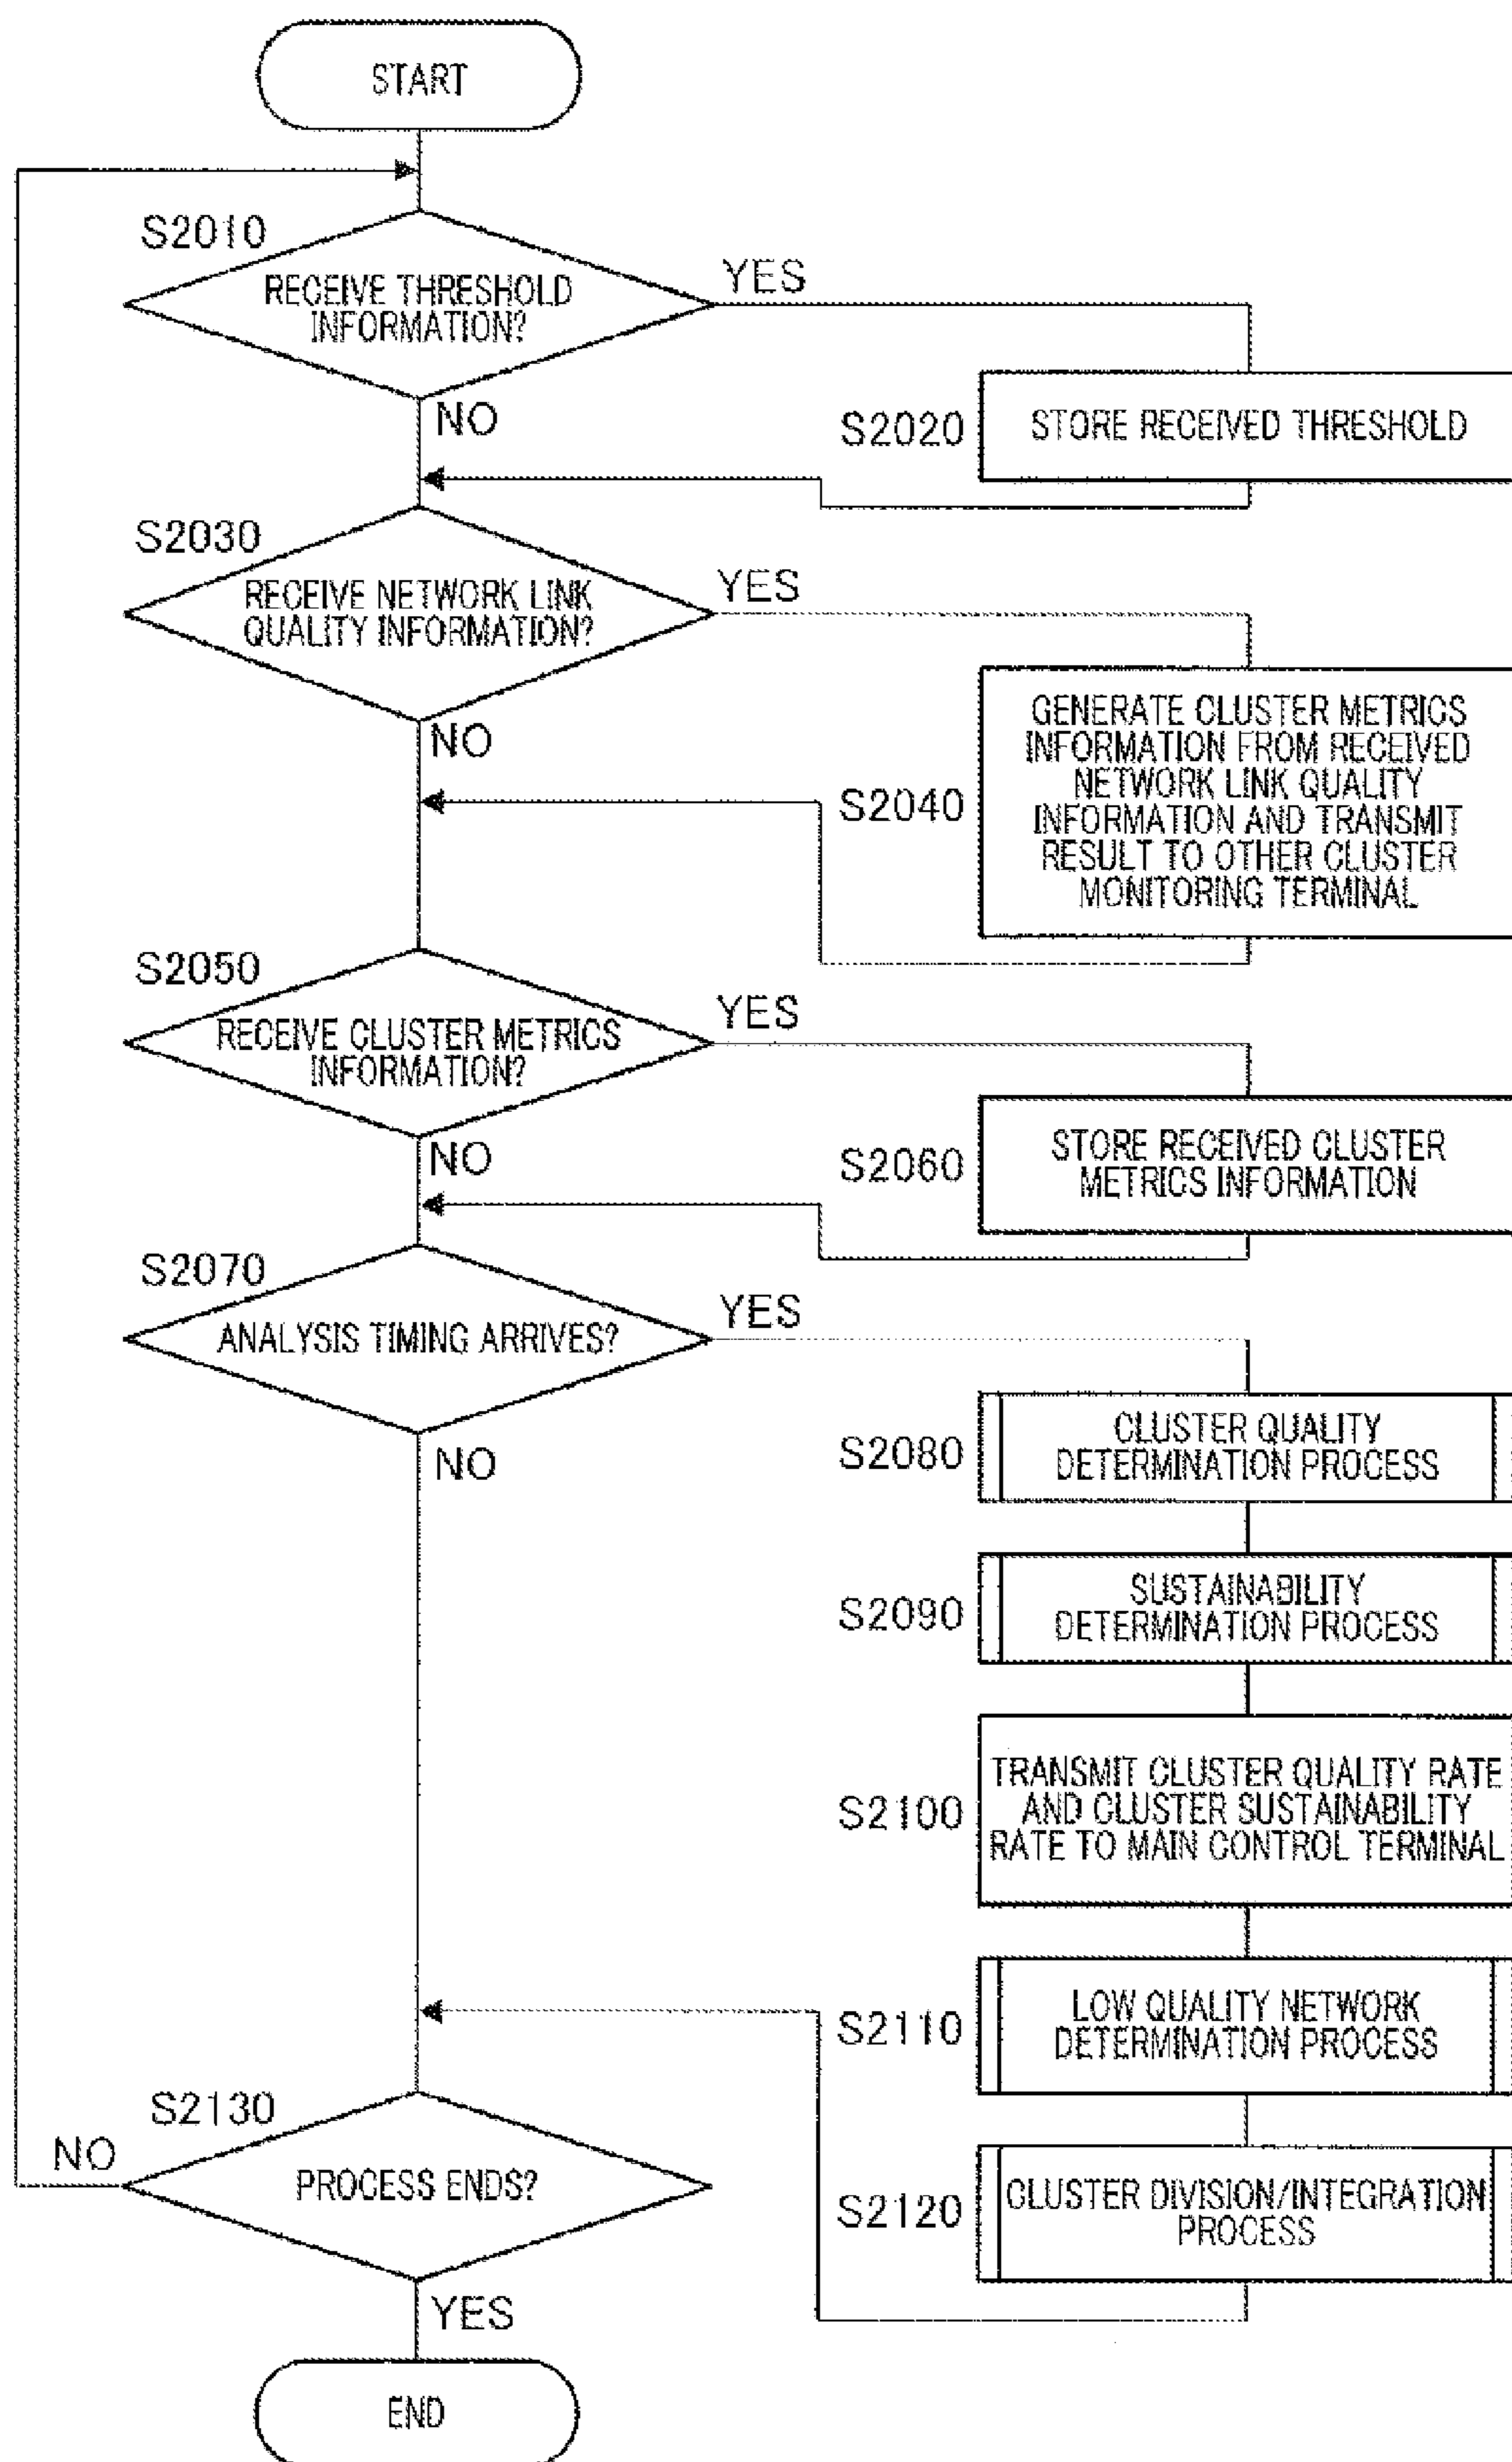 START
S2010
RECEIVE THRESHOLD
INFORMATION?
YES
NO
S2020
STORE RECEIVED THRESHOLD
S2030
RECEIVE NETWORK LINK
QUALITY INFORMATION?
YES
NO
S2040
GENERATE CLUSTER METRICS
INFORMATION FROM RECEIVED
NETWORK LINK QUALITY
INFORMATION AND TRANSMIT
RESULT TO OTHER CLUSTER
MONITORING TERMINAL
S2050
RECEIVE CLUSTER METRICS
INFORMATION?
YES
NO
S2060
STORE RECEIVED CLUSTER
METRICS INFORMATION
S2070
ANALYSIS TIMING ARRIVES?
YES
NO
S2080
CLUSTER QUALITY
DETERMINATION PROCESS
S2090
SUSTAINABILITY
DETERMINATION PROCESS
S2100
TRANSMIT CLUSTER QUALITY RATE
AND CLUSTER SUSTAINABILITY
RATE TO MAIN CONTROL TERMINAL
S2110
LOW QUALITY NETWORK
DETERMINATION PROCESS
S2120
CLUSTER DIVISION/INTEGRATION
PROCESS
S2130
NO
PROCESS ENDS?
YES
END